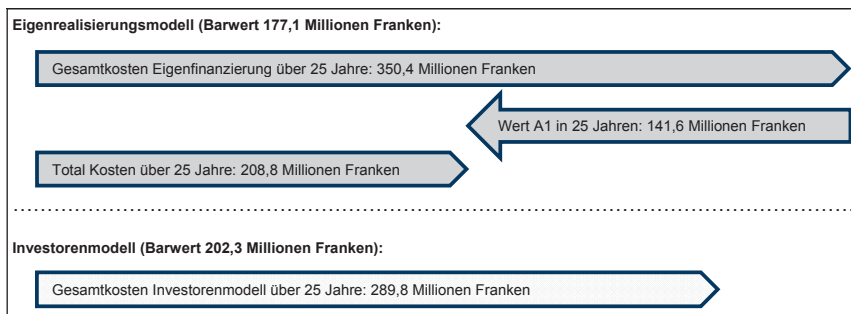 Eigenrealisierungsmodell (Barwert 177,1 Millionen Franken):
Gesamtkosten Eigenfinanzierung über 25 Jahre: 350,4 Millionen Franken
Wert A1 in 25 Jahren: 141,6 Millionen Franken
Total Kosten über 25 Jahre: 208,8 Millionen Franken
Investorenmodell (Barwert 202,3 Millionen Franken):
Gesamtkosten Investorenmodell über 25 Jahre: 289,8 Millionen Franken